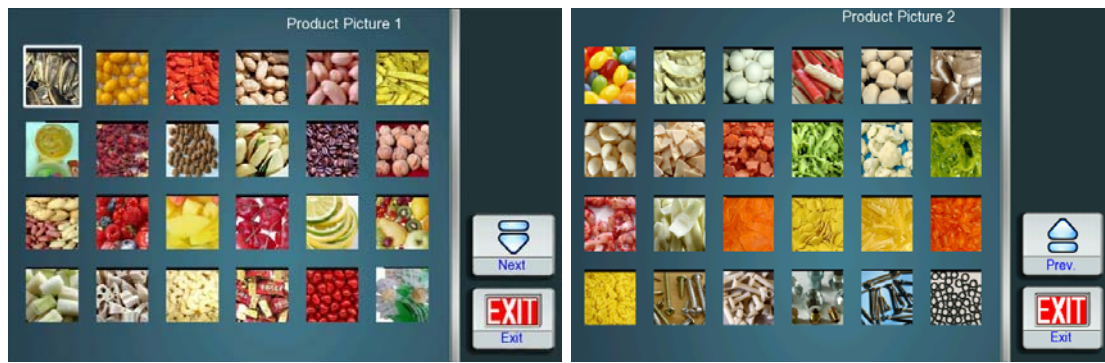 Product Picture 1
Next
EXIT
Exit
Product Picture 2
Prev.
EXIT
Exit